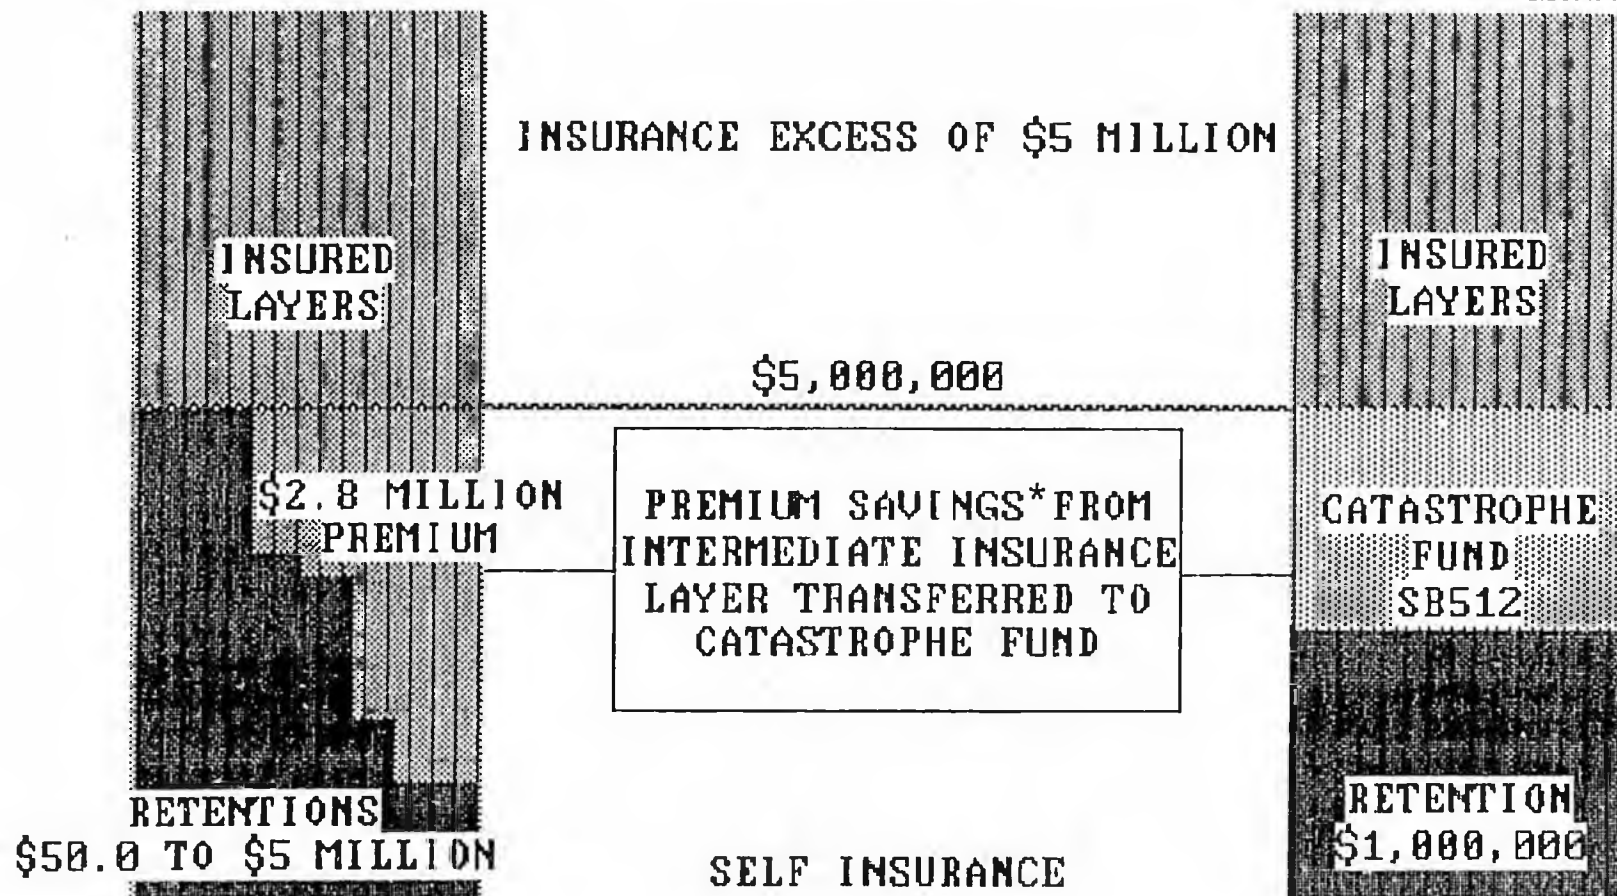 INSURANCE EXCESS OF $5 MILLION
INSURED
LAYERS
INSURED
LAYERS
$5,000,000
$2.8 MILLION
PREMIUM
PREMIUM SAVINGS* FROM
INTERMEDIATE INSURANCE
LAYER TRANSFERRED TO
CATASTROPHE FUND
CATASTROPHE
FUND
SB512
RETENTIONS
$50.0 TO $5 MILLION
RETENTION
$1,000,000
SELF INSURANCE